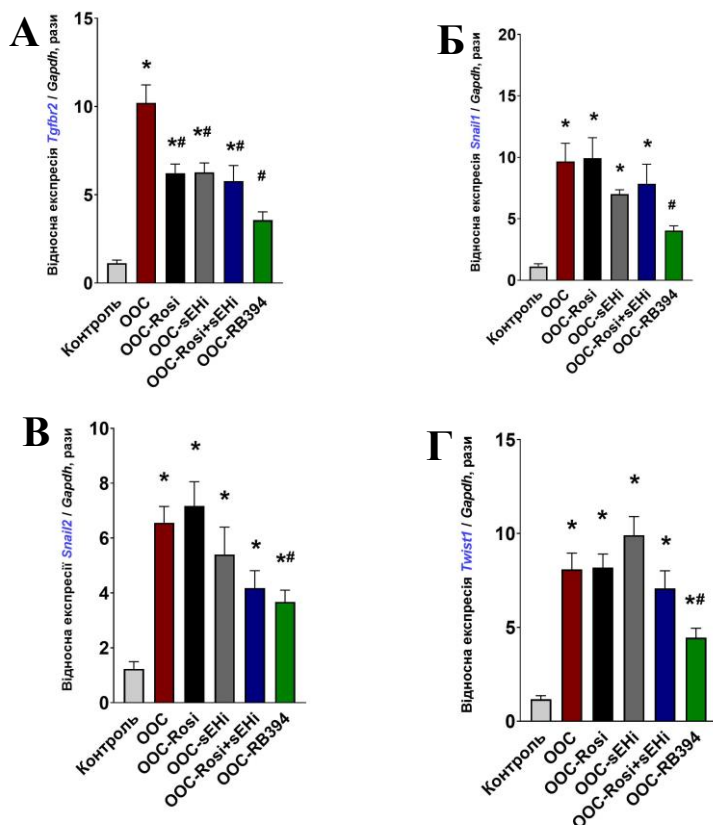 А
Відносна експресія Tgfbr2 / Gapdh, рази
15
10
5
0
*
*#
*#
*#
#
Контроль
ООС
ООС-Rosi
ООС-sEHi
ООС-Rosi+sEHi
ООС-RB394
Б
Відносна експресія Snail1 / Gapdh, рази
20
15
10
5
0
*
*
*
*
#
Контроль
ООС
ООС-Rosi
ООС-sEHi
ООС-Rosi+sEHi
ООС-RB394
В
Відносна експресії Snail2 / Gapdh, рази
10
8
6
4
2
0
*
*
*
*
*#
Контроль
ООС
ООС-Rosi
ООС-sEHi
ООС-Rosi+sEHi
ООС-RB394
Г
Відносна експресія Twist1 / Gapdh, рази
15
10
5
0
*
*
*
*
*#
Контроль
ООС
ООС-Rosi
ООС-sEHi
ООС-Rosi+sEHi
ООС-RB394